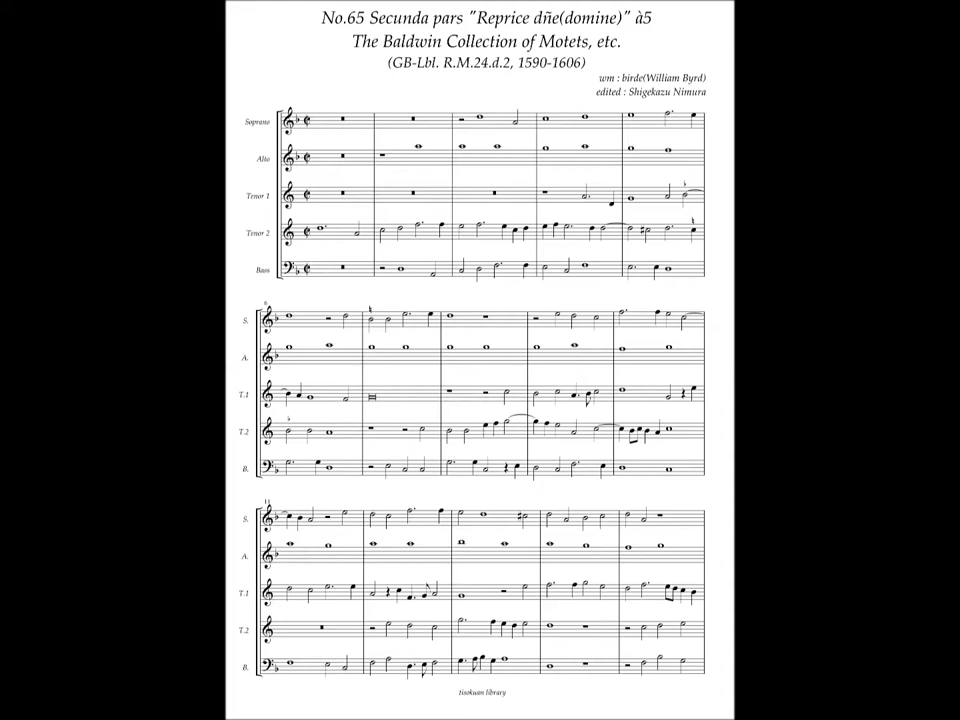 No.65 Secunda pars "Reprice dñe(domine)" à5
The Baldwin Collection of Motets, etc.
(GB-Lbl. R.M.24.d.2, 1590-1606)
wm : birde(William Byrd)
edited : Shigekazu Nimura
Soprano
Alto
Tenor 1
Tenor 2
Bass
6
S.
A.
T.1
T.2
B.
11
S.
A.
T.1
T.2
B.
tisokuan library